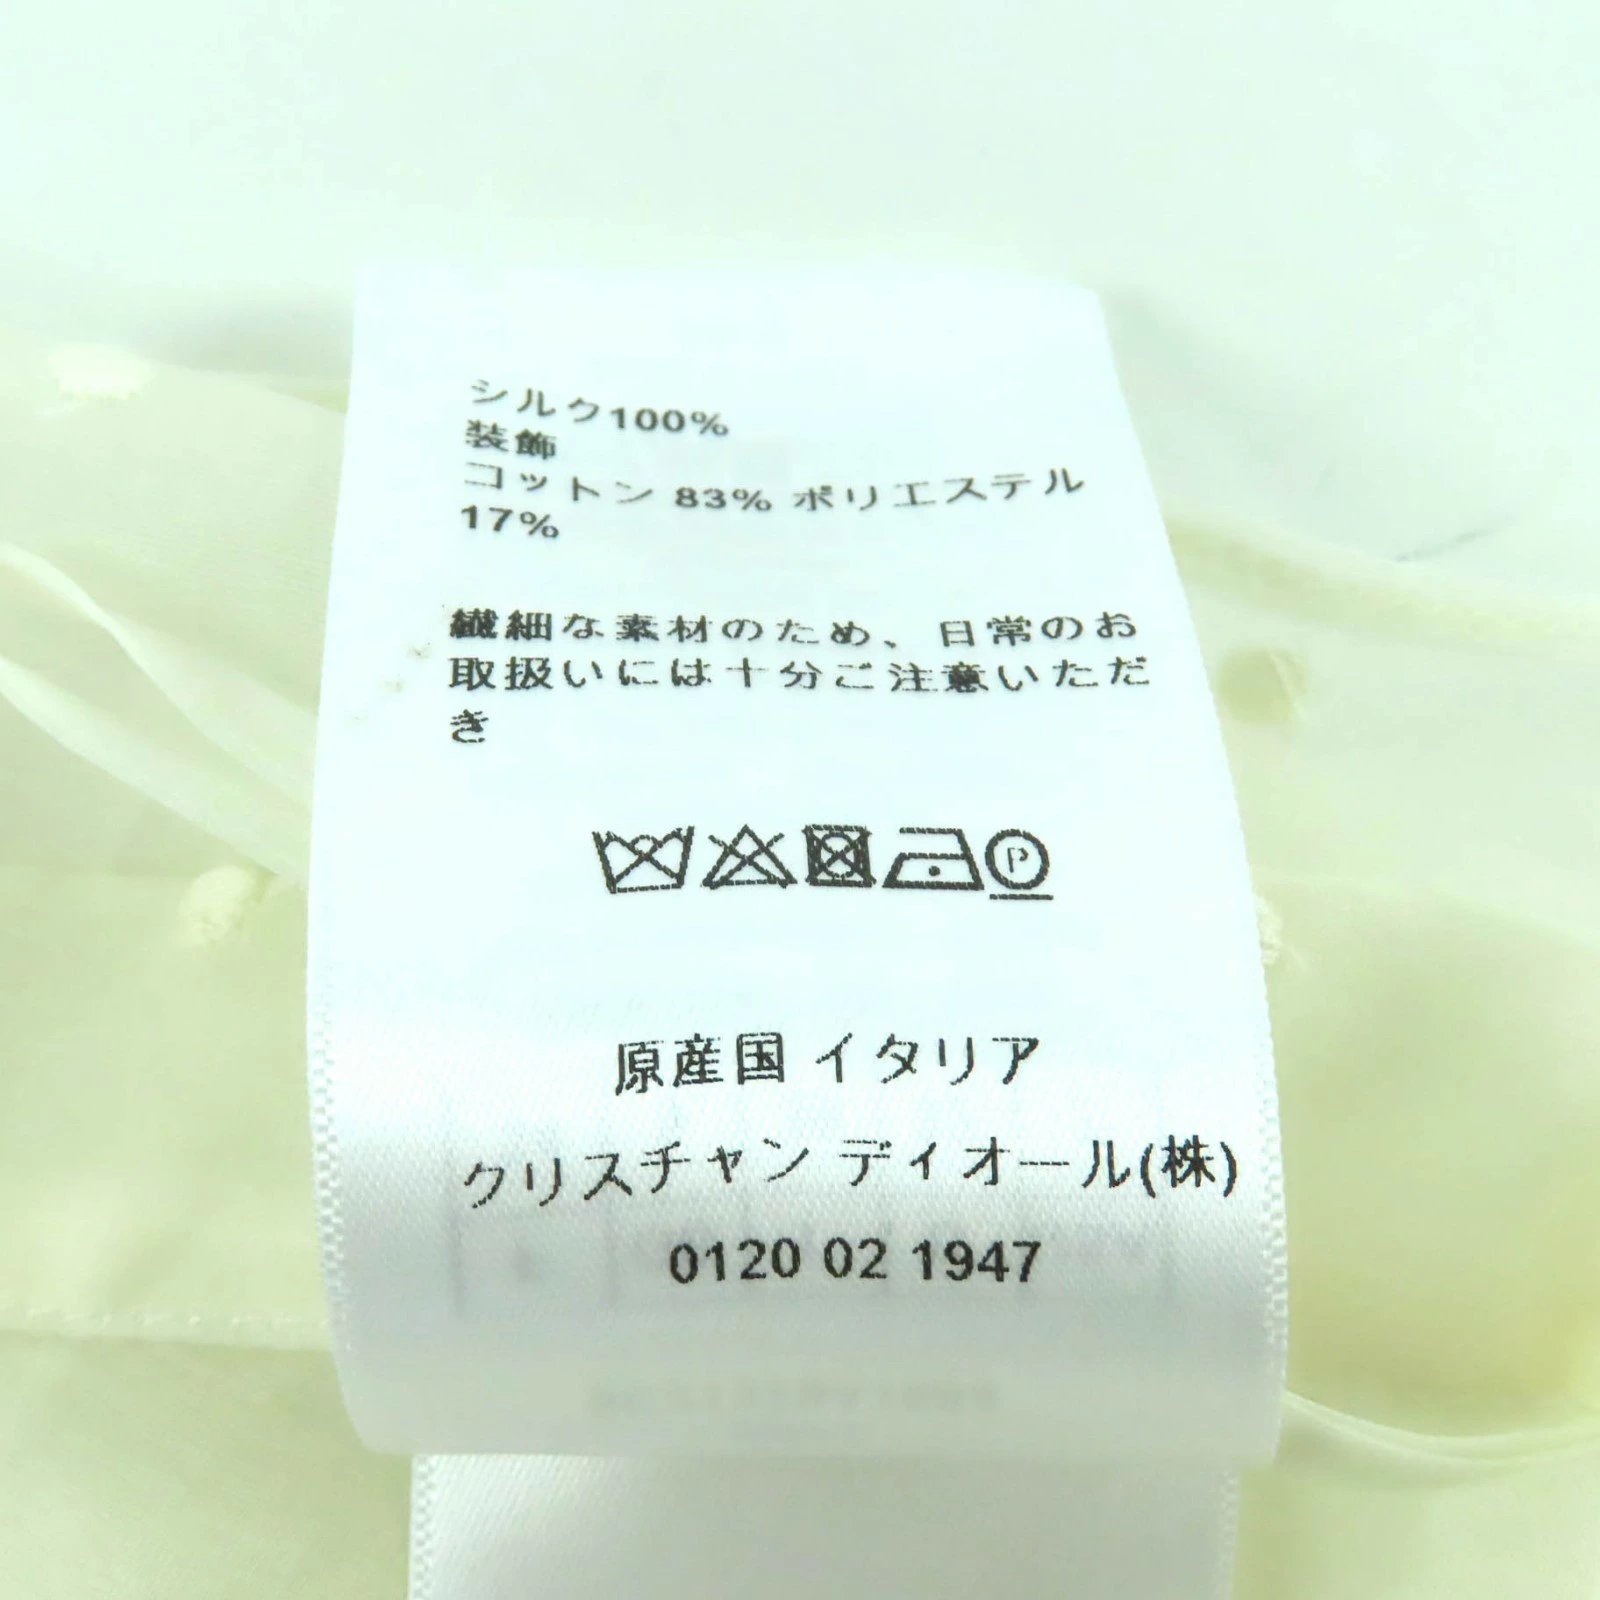 シルク100%
装飾
コットン 83% ポリエステル
17%
繊細な素材のため、日常のお
取扱いには十分ご注意いただ
き
P
原産国 イタリア
クリスチャン ディオール(株)
0120 02 1947